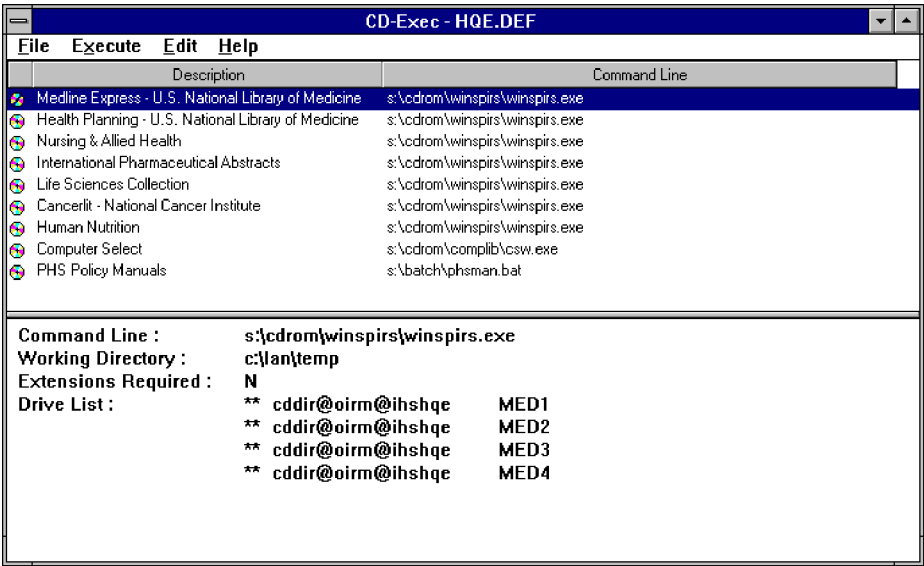 CD-Exec - HQE.DEF
File Execute Edit Help
Description Command Line
Medline Express - U.S. National Library of Medicine s:\cdrom\winspirs\winspirs.exe
Health Planning - U.S. National Library of Medicine s:\cdrom\winspirs\winspirs.exe
Nursing & Allied Health s:\cdrom\winspirs\winspirs.exe
International Pharmaceutical Abstracts s:\cdrom\winspirs\winspirs.exe
Life Sciences Collection s:\cdrom\winspirs\winspirs.exe
Cancerlit - National Cancer Institute s:\cdrom\winspirs\winspirs.exe
Human Nutrition s:\cdrom\winspirs\winspirs.exe
Computer Select s:\cdrom\complib\csw.exe
PHS Policy Manuals s:\batch\phsman.bat
Command Line : s:\cdrom\winspirs\winspirs.exe
Working Directory : c:\lan\temp
Extensions Required : N
Drive List : ** cddir@oirm@ihshqe MED1
** cddir@oirm@ihshqe MED2
** cddir@oirm@ihshqe MED3
** cddir@oirm@ihshqe MED4